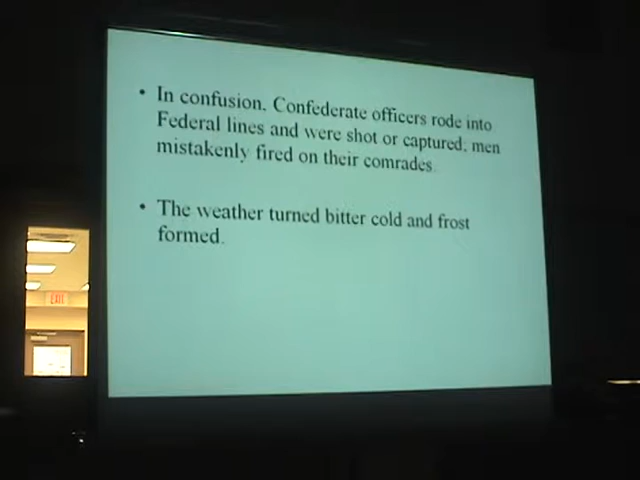 • In confusion, Confederate officers rode into
Federal lines and were shot or captured; men
mistakenly fired on their comrades.
• The weather turned bitter cold and frost
formed.
EXIT